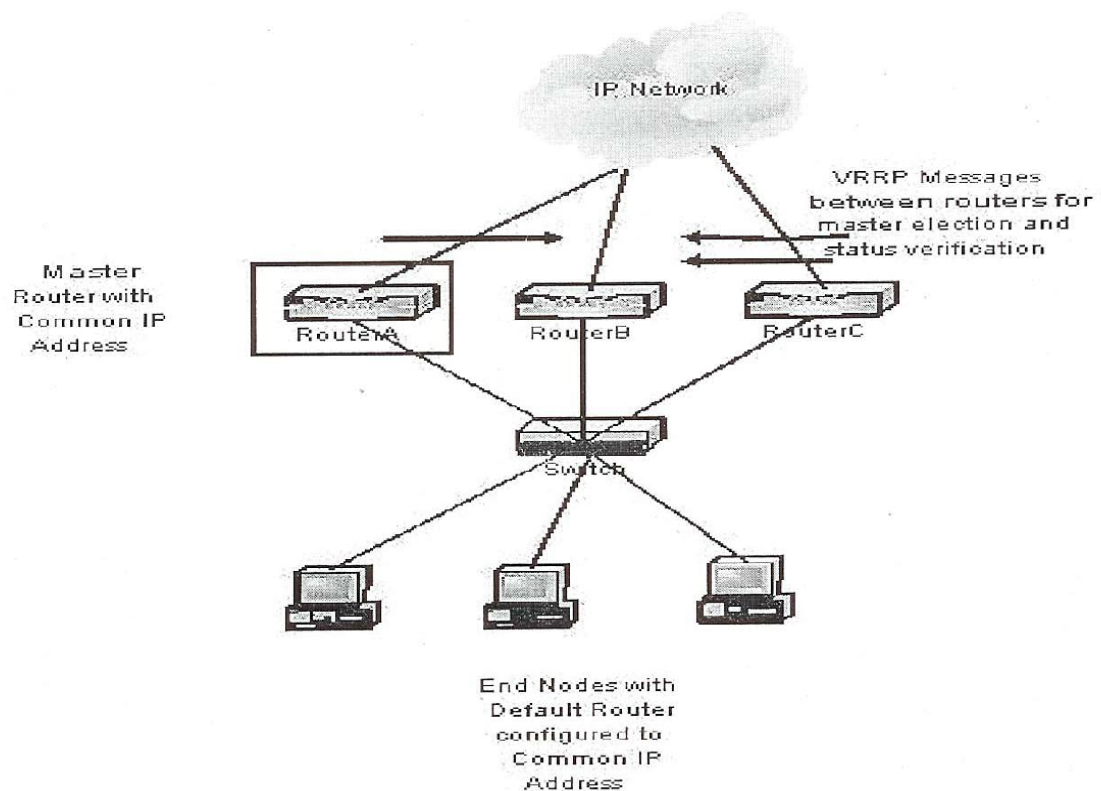 IP Network
VRRP Messages
between routers for
master election and
status verification
Master
Router with
Common IP
Address
RouterA
RouterB
RouterC
Switch
End Nodes with
Default Router
configured to
Common IP
Address